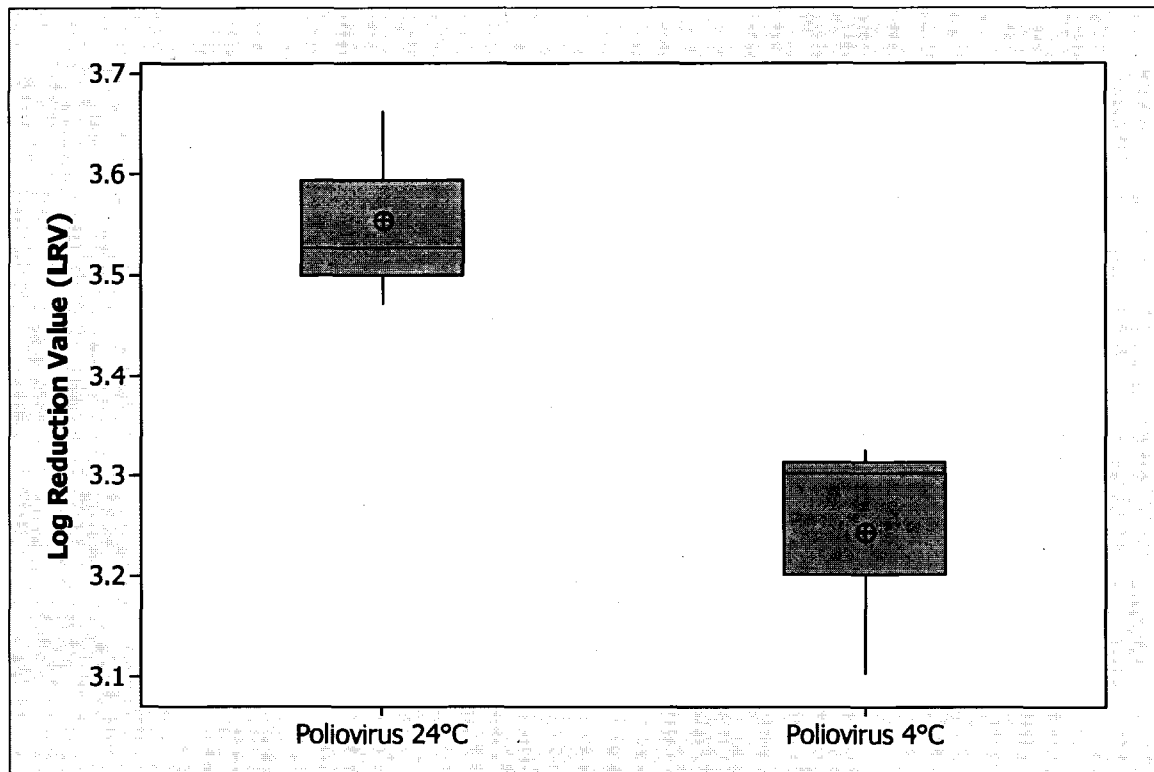 Log Reduction Value (LRV)
3.7
3.6
3.5
3.4
3.3
3.2
3.1
Poliovirus 24°C
Poliovirus 4°C